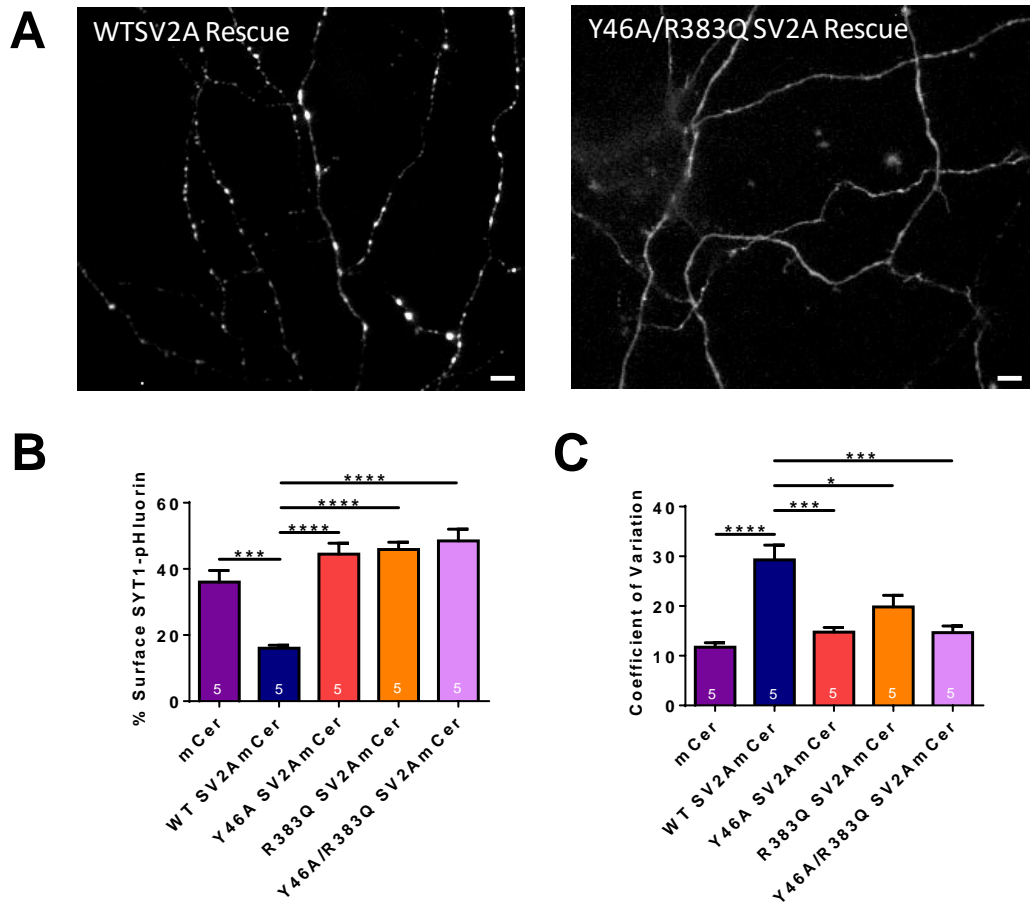 A
WTSV2A Rescue
Y46A/R383Q SV2A Rescue
B
% Surface SYT1-pHluorin
60
40
20
0
***
****
****
****
5
5
5
5
5
mCer
WT SV2AmCer
Y46A SV2AmCer
R383Q SV2AmCer
Y46A/R383Q SV2AmCer
C
Coefficient of Variation
40
30
20
10
0
****
***
*
***
5
5
5
5
5
mCer
WT SV2AmCer
Y46A SV2AmCer
R383Q SV2AmCer
Y46A/R383Q SV2AmCer